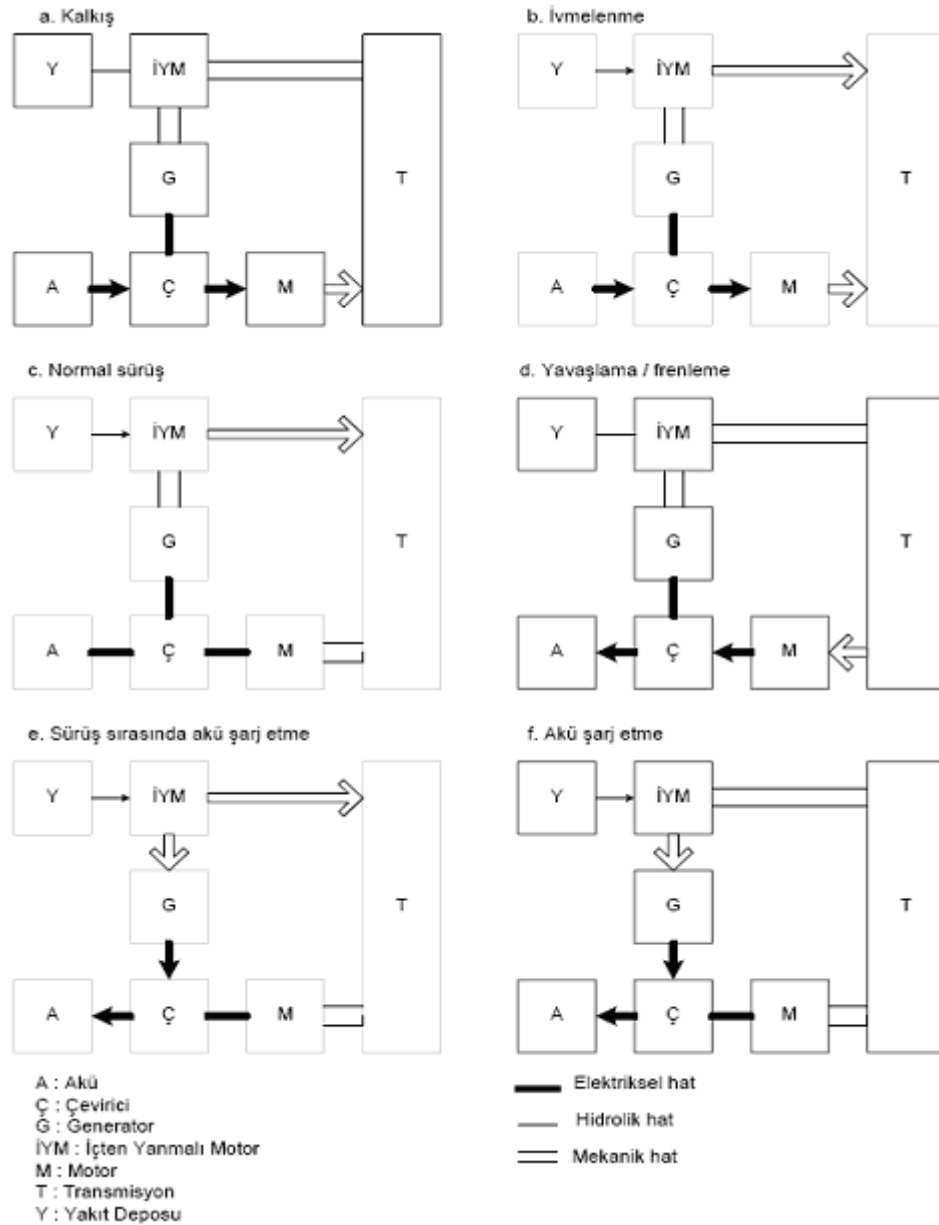 a. Kalkış
Y İYM
G
T
A Ç M
b. İvmelenme
Y İYM
G
T
A Ç M
c. Normal sürüş
Y İYM
G
T
A Ç M
d. Yavaşlama / frenleme
Y İYM
G
T
A Ç M
e. Sürüş sırasında akü şarj etme
Y İYM
G
T
A Ç M
f. Akü şarj etme
Y İYM
G
T
A Ç M
A : Akü
Ç : Çevirici
G : Generator
İYM : İçten Yanmalı Motor
M : Motor
T : Transmisyon
Y : Yakıt Deposu
Elektriksel hat
Hidrolik hat
Mekanik hat